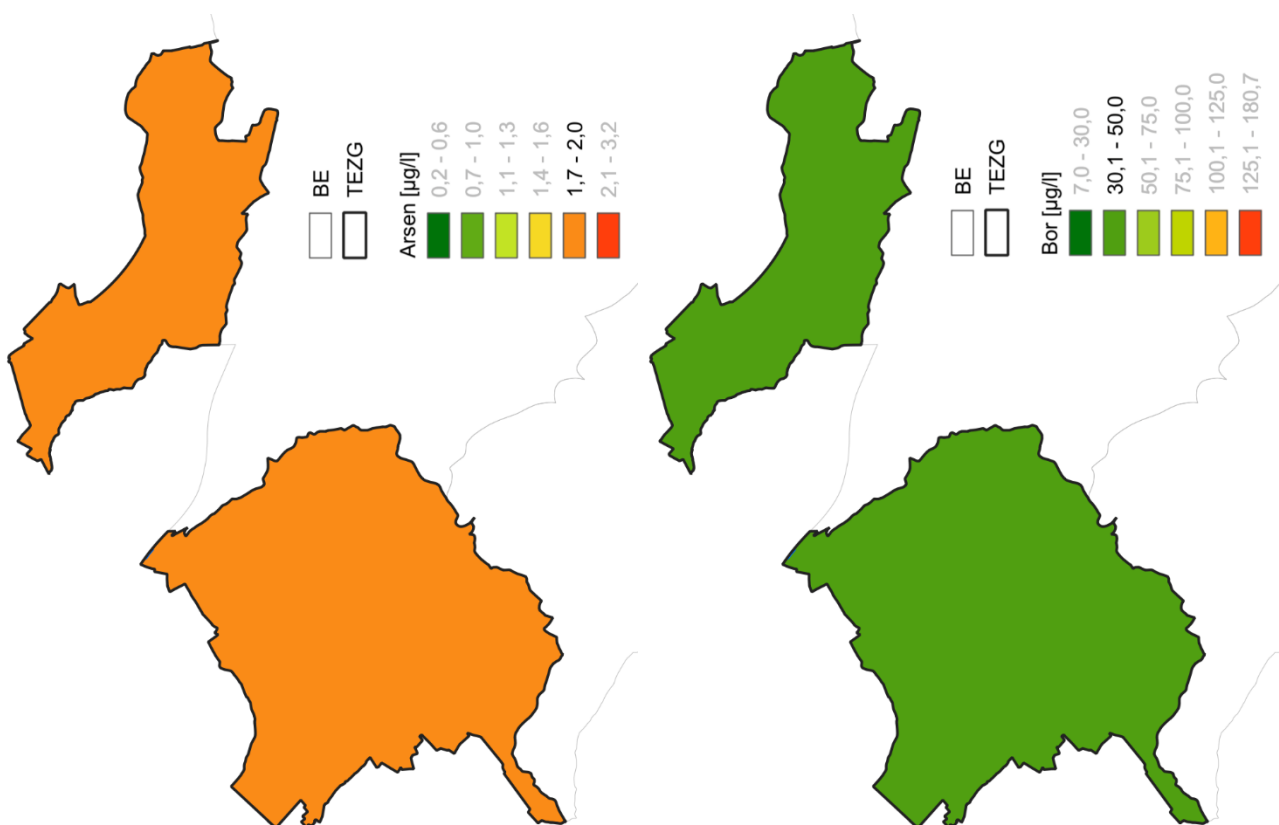 BE
TEZG
Arsen [µg/l]
0,2 - 0,6
0,7 - 1,0
1,1 - 1,3
1,4 - 1,6
1,7 - 2,0
2,1 - 3,2
BE
TEZG
Bor [µg/l]
7,0 - 30,0
30,1 - 50,0
50,1 - 75,0
75,1 - 100,0
100,1 - 125,0
125,1 - 180,7